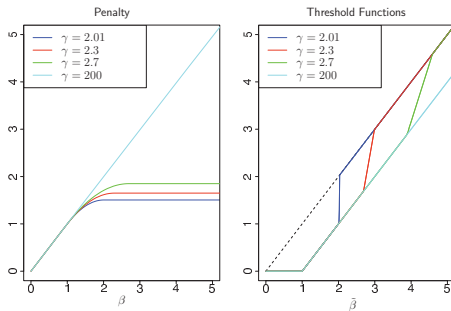 Penalty
γ = 2.01
γ = 2.3
γ = 2.7
γ = 200
0 1 2 3 4 5
0 1 2 3 4 5
β
Threshold Functions
γ = 2.01
γ = 2.3
γ = 2.7
γ = 200
0 1 2 3 4 5
0 1 2 3 4 5
β̃